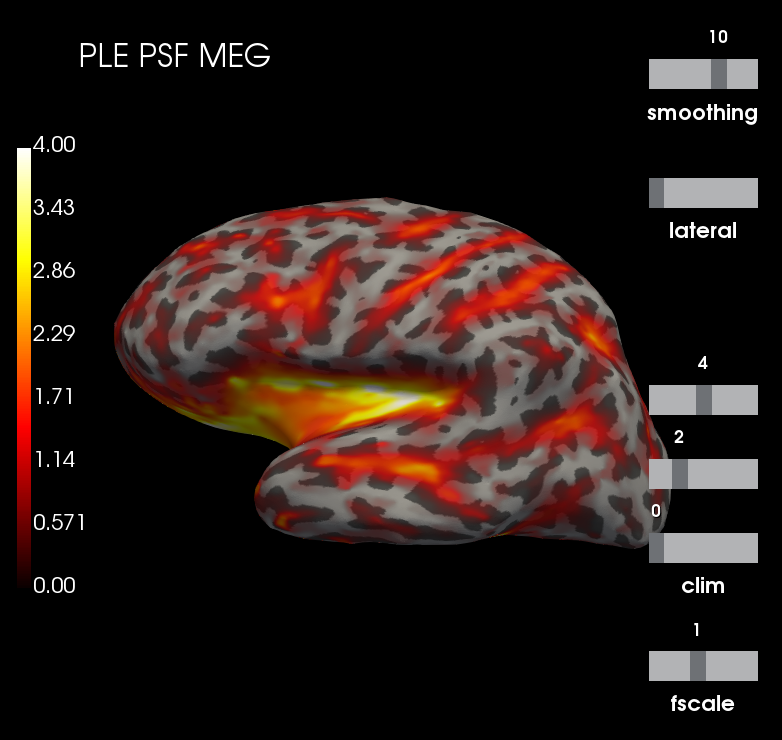 PLE PSF MEG
4.00
3.43
2.86
2.29
1.71
1.14
0.571
0.00
10
smoothing
lateral
4
2
0
clim
1
fscale